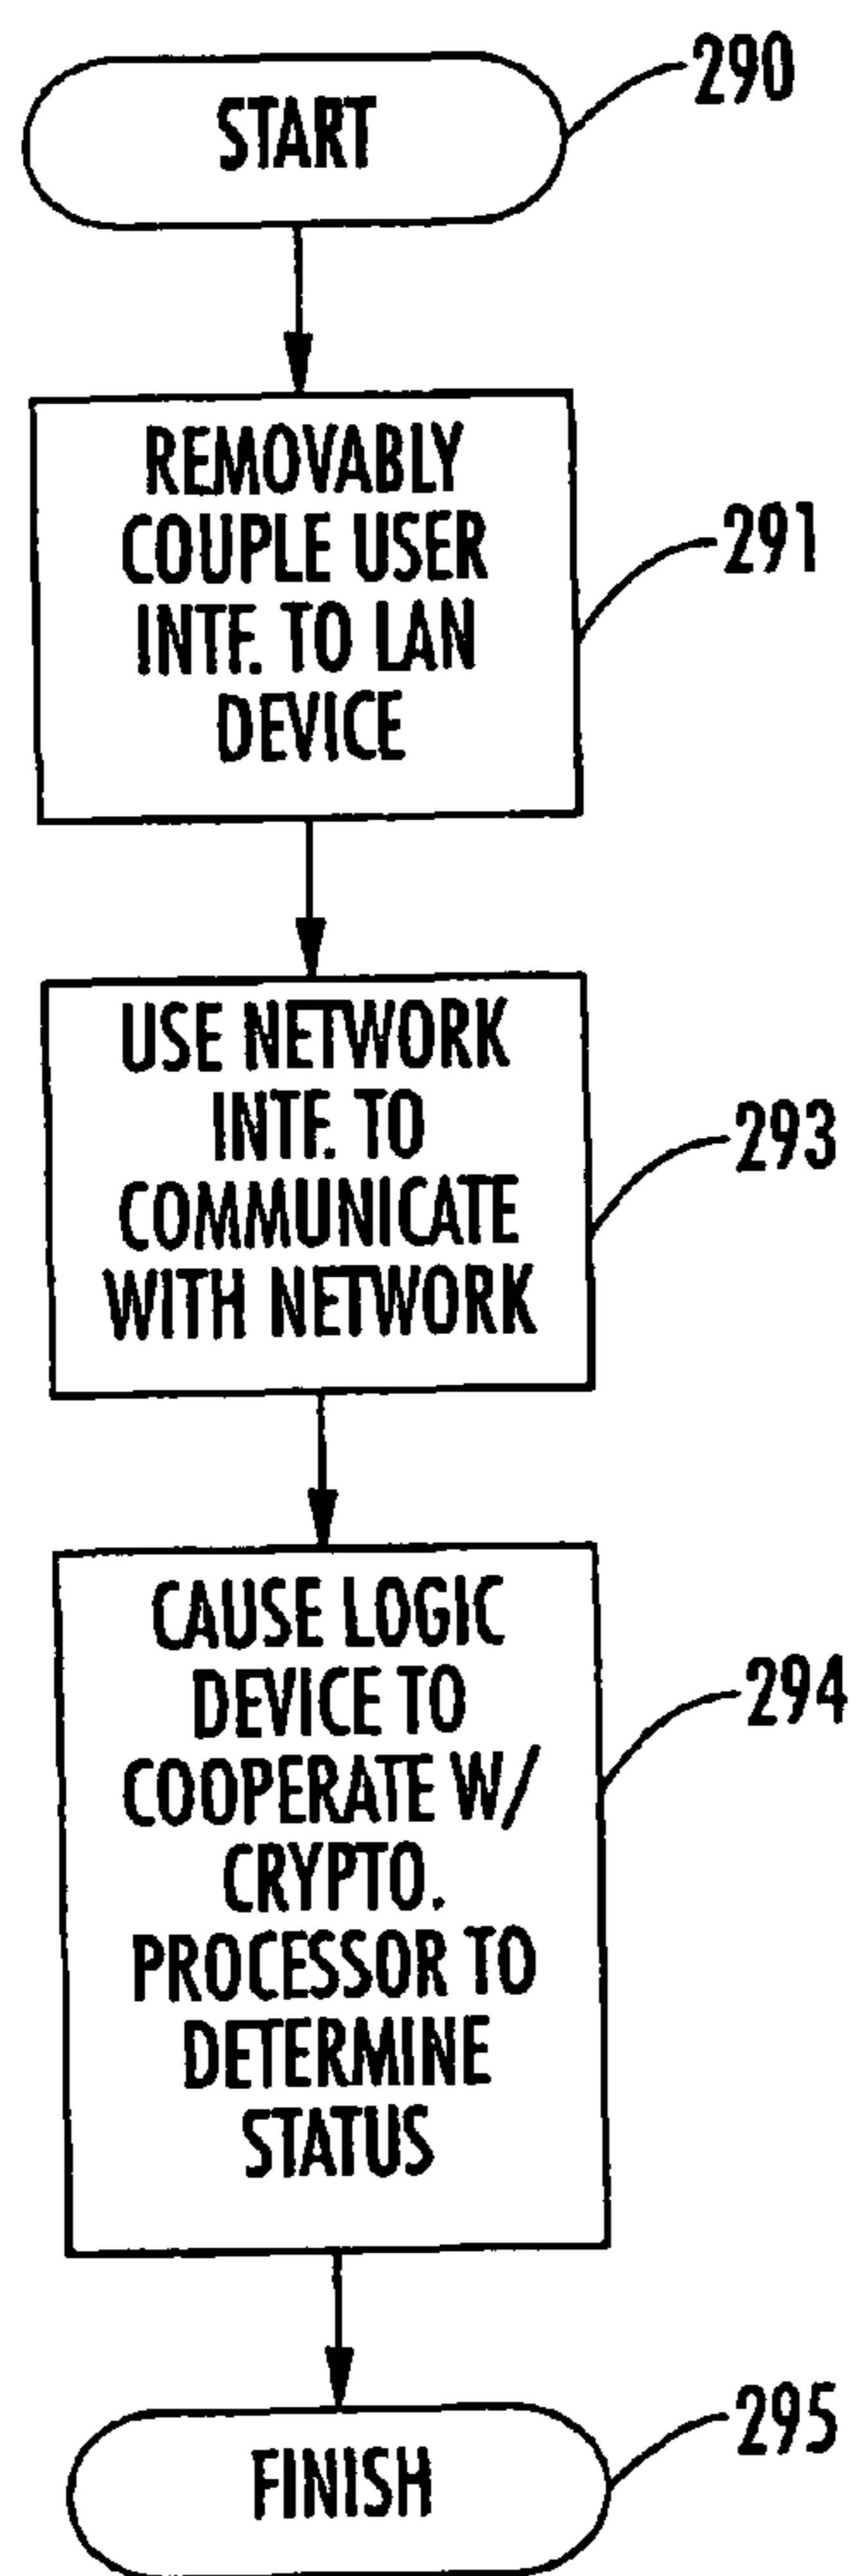 START
290
REMOVABLY
COUPLE USER
INTF. TO LAN
DEVICE
291
USE NETWORK
INTF. TO
COMMUNICATE
WITH NETWORK
293
CAUSE LOGIC
DEVICE TO
COOPERATE W/
CRYPTO.
PROCESSOR TO
DETERMINE
STATUS
294
FINISH
295